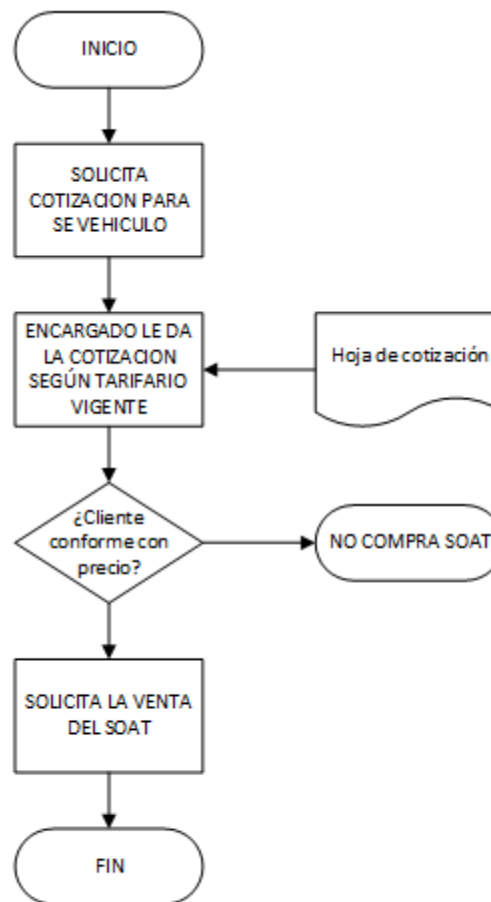 INICIO
SOLICITA
COTIZACION PARA
SE VEHICULO
ENCARGADO LE DA
LA COTIZACION
SEGÚN TARIFARIO
VIGENTE
Hoja de cotización
¿Cliente
conforme con
precio?
NO COMPRA SOAT
SOLICITA LA VENTA
DEL SOAT
FIN